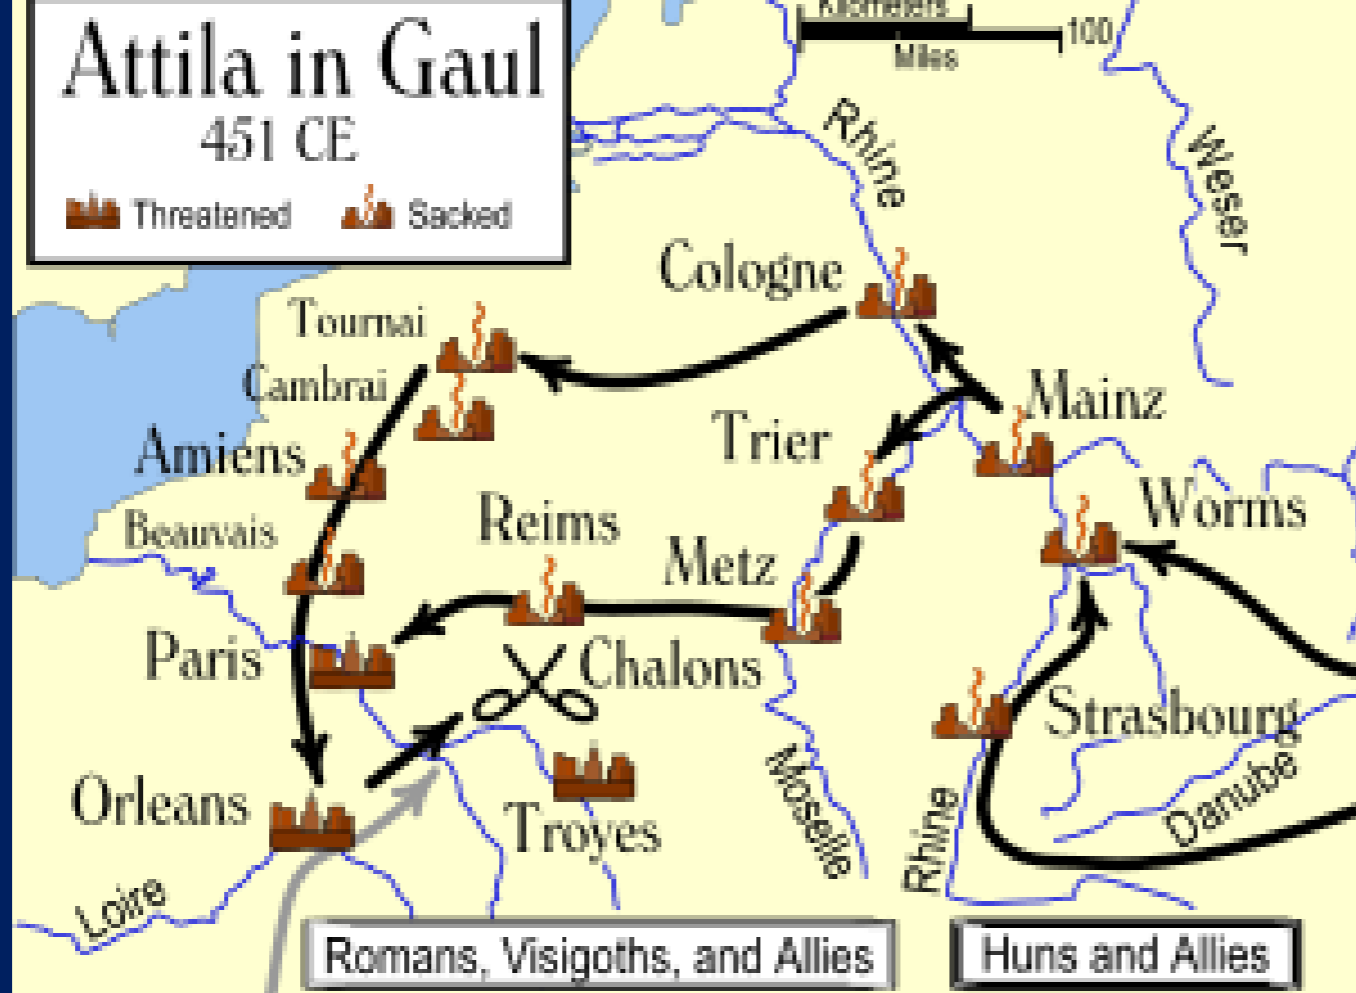 Attila in Gaul
451 CE
Threatened
Sacked
Kilometers
100
Miles
Rhine
Weser
Cologne
Tournai
Cambrai
Mainz
Trier
Amiens
Worms
Reims
Beauvais
Metz
Paris
Chalons
Strasbourg
Moselle
Danube
Orleans
Troyes
Rhine
Loire
Romans, Visigoths, and Allies
Huns and Allies